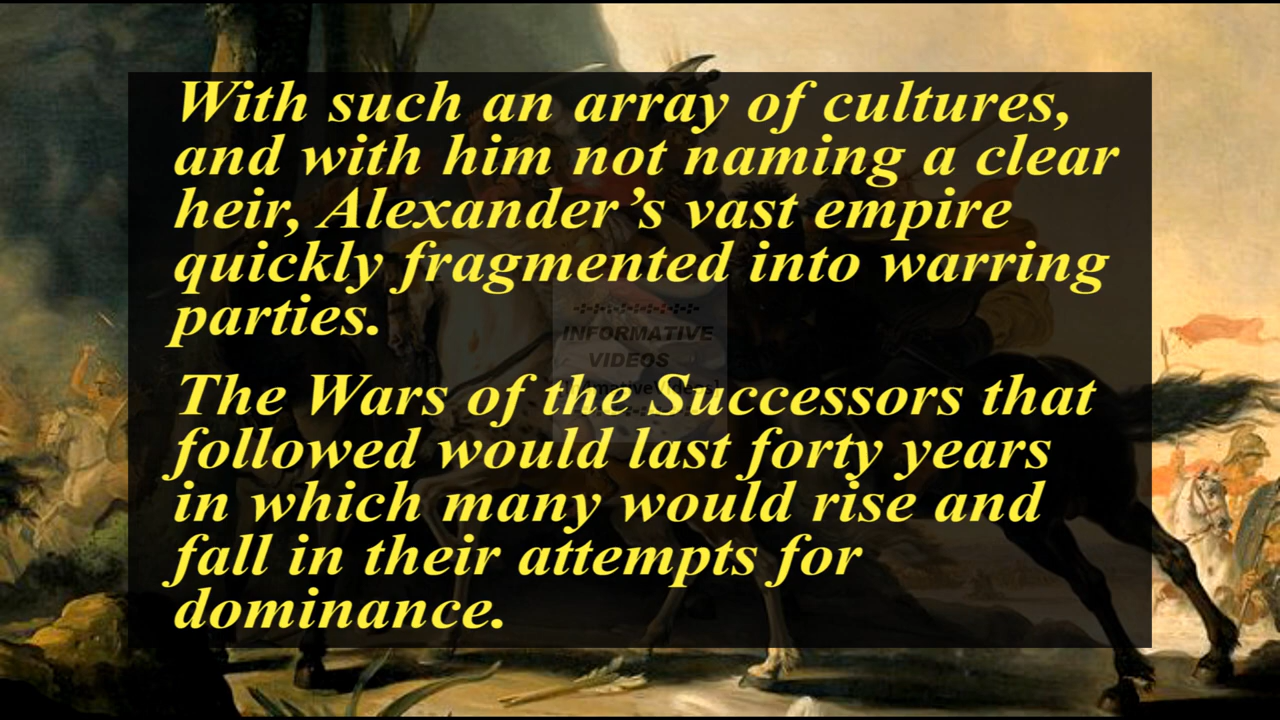 With such an array of cultures,
and with him not naming a clear
heir, Alexander’s vast empire
quickly fragmented into warring
parties.
The Wars of the Successors that
followed would last forty years
in which many would rise and
fall in their attempts for
dominance.
INFORMATIVE
VIDEOS